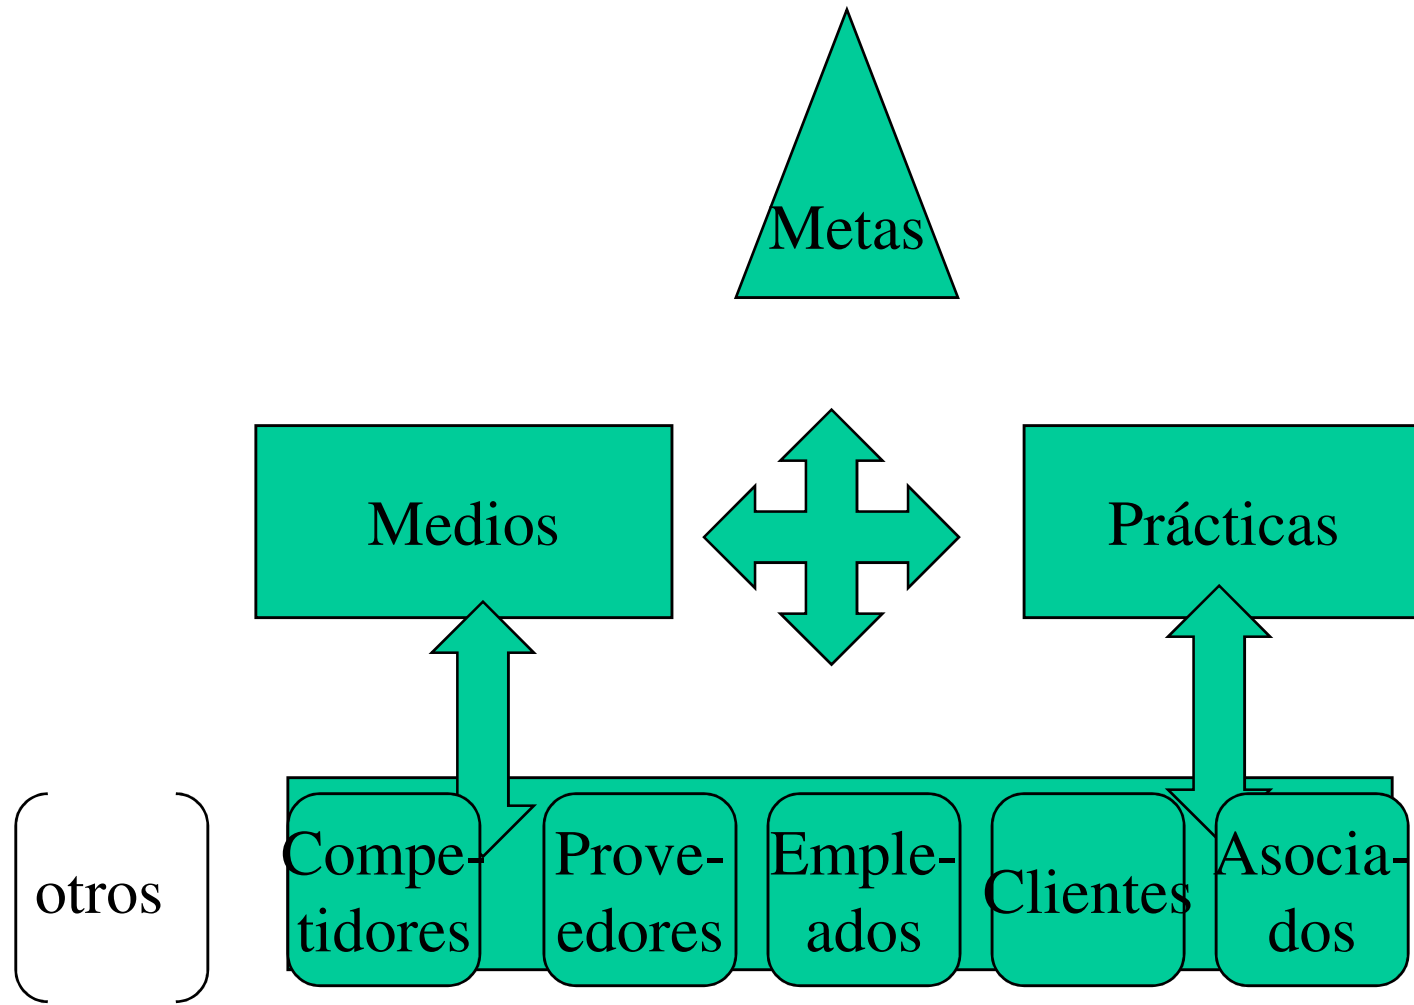 Metas
Medios
Prácticas
otros
Compe-
tidores
Prove-
edores
Emple-
ados
Clientes
Asocia-
dos